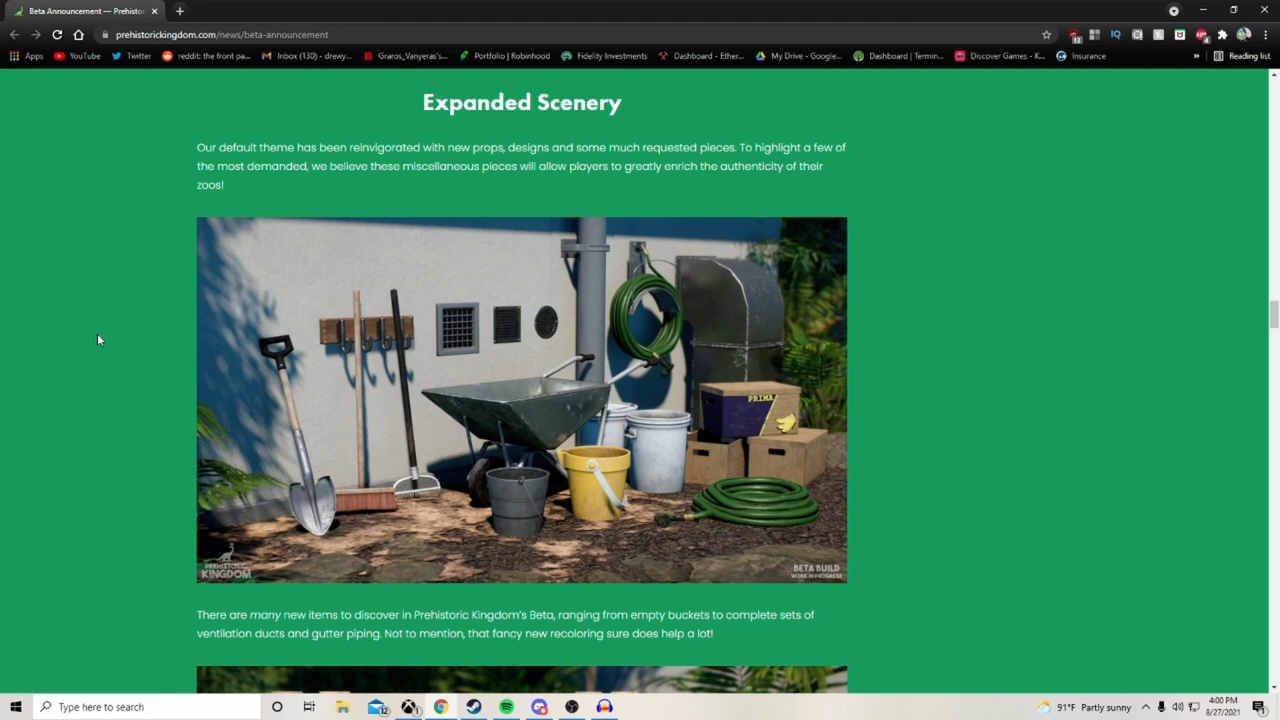 Beta Announcement — Prehistor
prehistorickingdom.com/news/beta-announcement
Apps
YouTube
Twitter
reddit: the front pa...
Inbox (130) - drewy...
Graros_Vanyeras's...
Portfolio | Robinhood
Fidelity Investments
Dashboard - Ether...
My Drive - Google...
Dashboard | Termin...
Discover Games - K...
Insurance
»
Reading list
Expanded Scenery
Our default theme has been reinvigorated with new props, designs and some much requested pieces. To highlight a few of
the most demanded, we believe these miscellaneous pieces will allow players to greatly enrich the authenticity of their
zoos!
PRIMA
PREHISTORIC
KINGDOM
BETA BUILD
WORK IN PROGRESS
There are many new items to discover in Prehistoric Kingdom's Beta, ranging from empty buckets to complete sets of
ventilation ducts and gutter piping. Not to mention, that fancy new recoloring sure does help a lot!
Type here to search
12
1
91°F Partly sunny
4:00 PM
8/27/2021